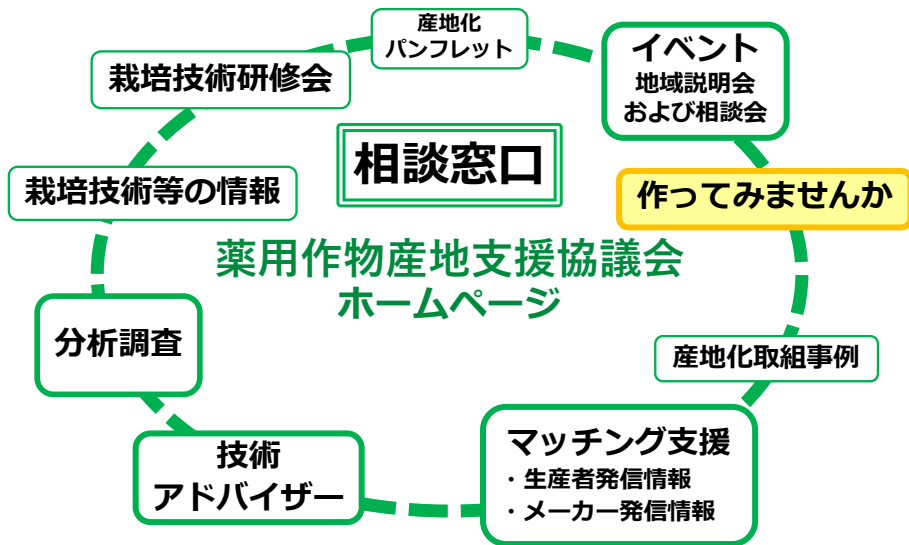 産地化
パンフレット
イベント
地域説明会
および相談会
栽培技術研修会
相談窓口
栽培技術等の情報
作ってみませんか
薬用作物産地支援協議会
ホームページ
分析調査
産地化取組事例
マッチング支援
・生産者発信情報
・メーカー発信情報
技術
アドバイザー